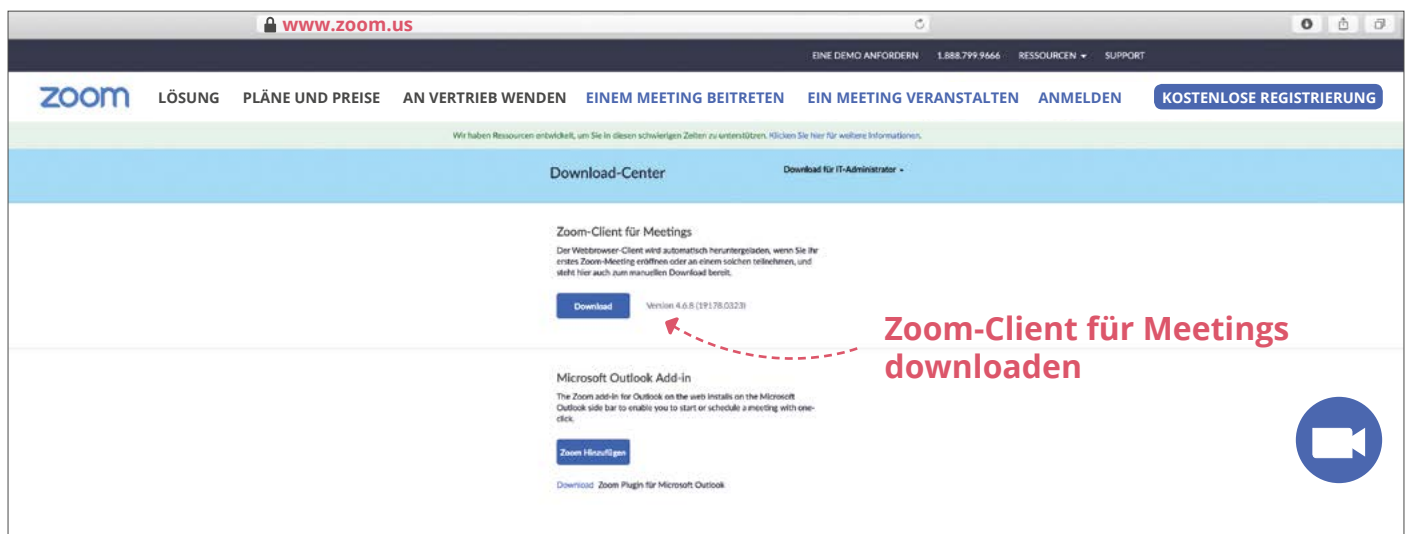 www.zoom.us
EINE DEMO ANFORDERN 1.888.799.9666 RESSOURCEN SUPPORT
zoom LÖSUNG PLÄNE UND PREISE AN VERTRIEB WENDEN EINEM MEETING BEITRETEN EIN MEETING VERANSTALTEN ANMELDEN KOSTENLOSE REGISTRIERUNG
Wir haben Ressourcen entwickelt, um Sie in diesen schwierigen Zeiten zu unterstützen. Klicken Sie hier für weitere Informationen.
Download-Center Download für IT-Administrator
Zoom-Client für Meetings
Der Webbrowser-Client wird automatisch heruntergeladen, wenn Sie Ihr
erstes Zoom-Meeting eröffnen oder an einem solchen teilnehmen, und
steht hier auch zum manuellen Download bereit.
Download Version 4.6.8 (19178.0323)
Zoom-Client für Meetings
downloaden
Microsoft Outlook Add-in
The Zoom add-in for Outlook on the web installs on the Microsoft
Outlook side bar to enable you to start or schedule a meeting with one-
click.
Zoom Hinzufügen
Download Zoom Plugin für Microsoft Outlook